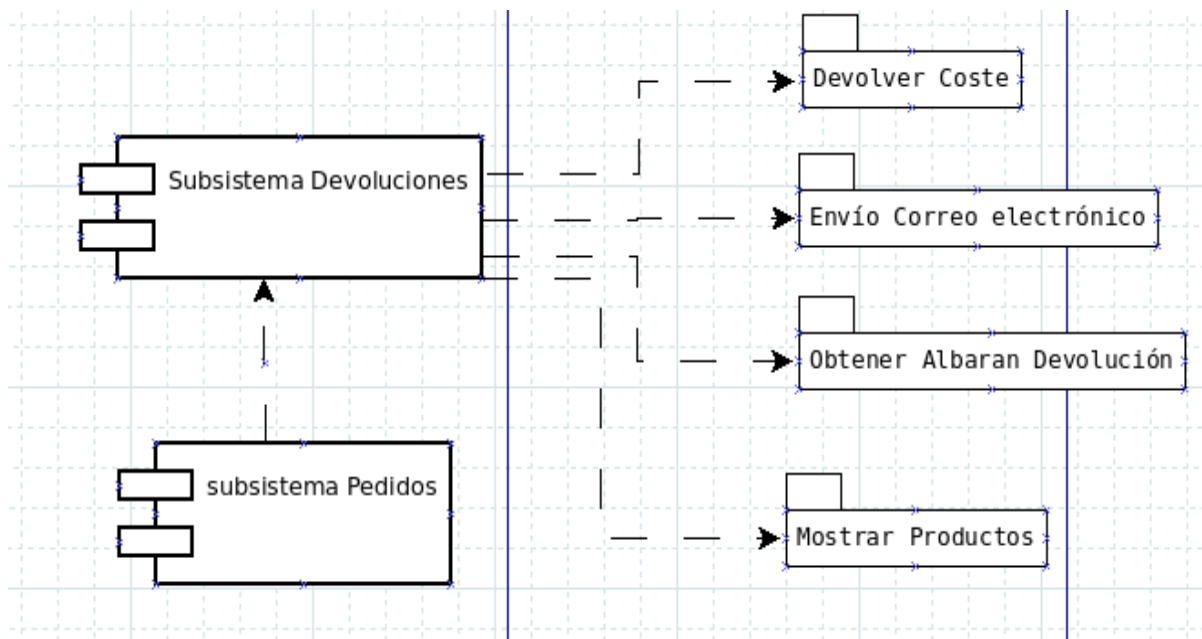 Devolver Coste
Subsistema Devoluciones
Envío Correo electrónico
Obtener Albaran Devolución
subsistema Pedidos
Mostrar Productos